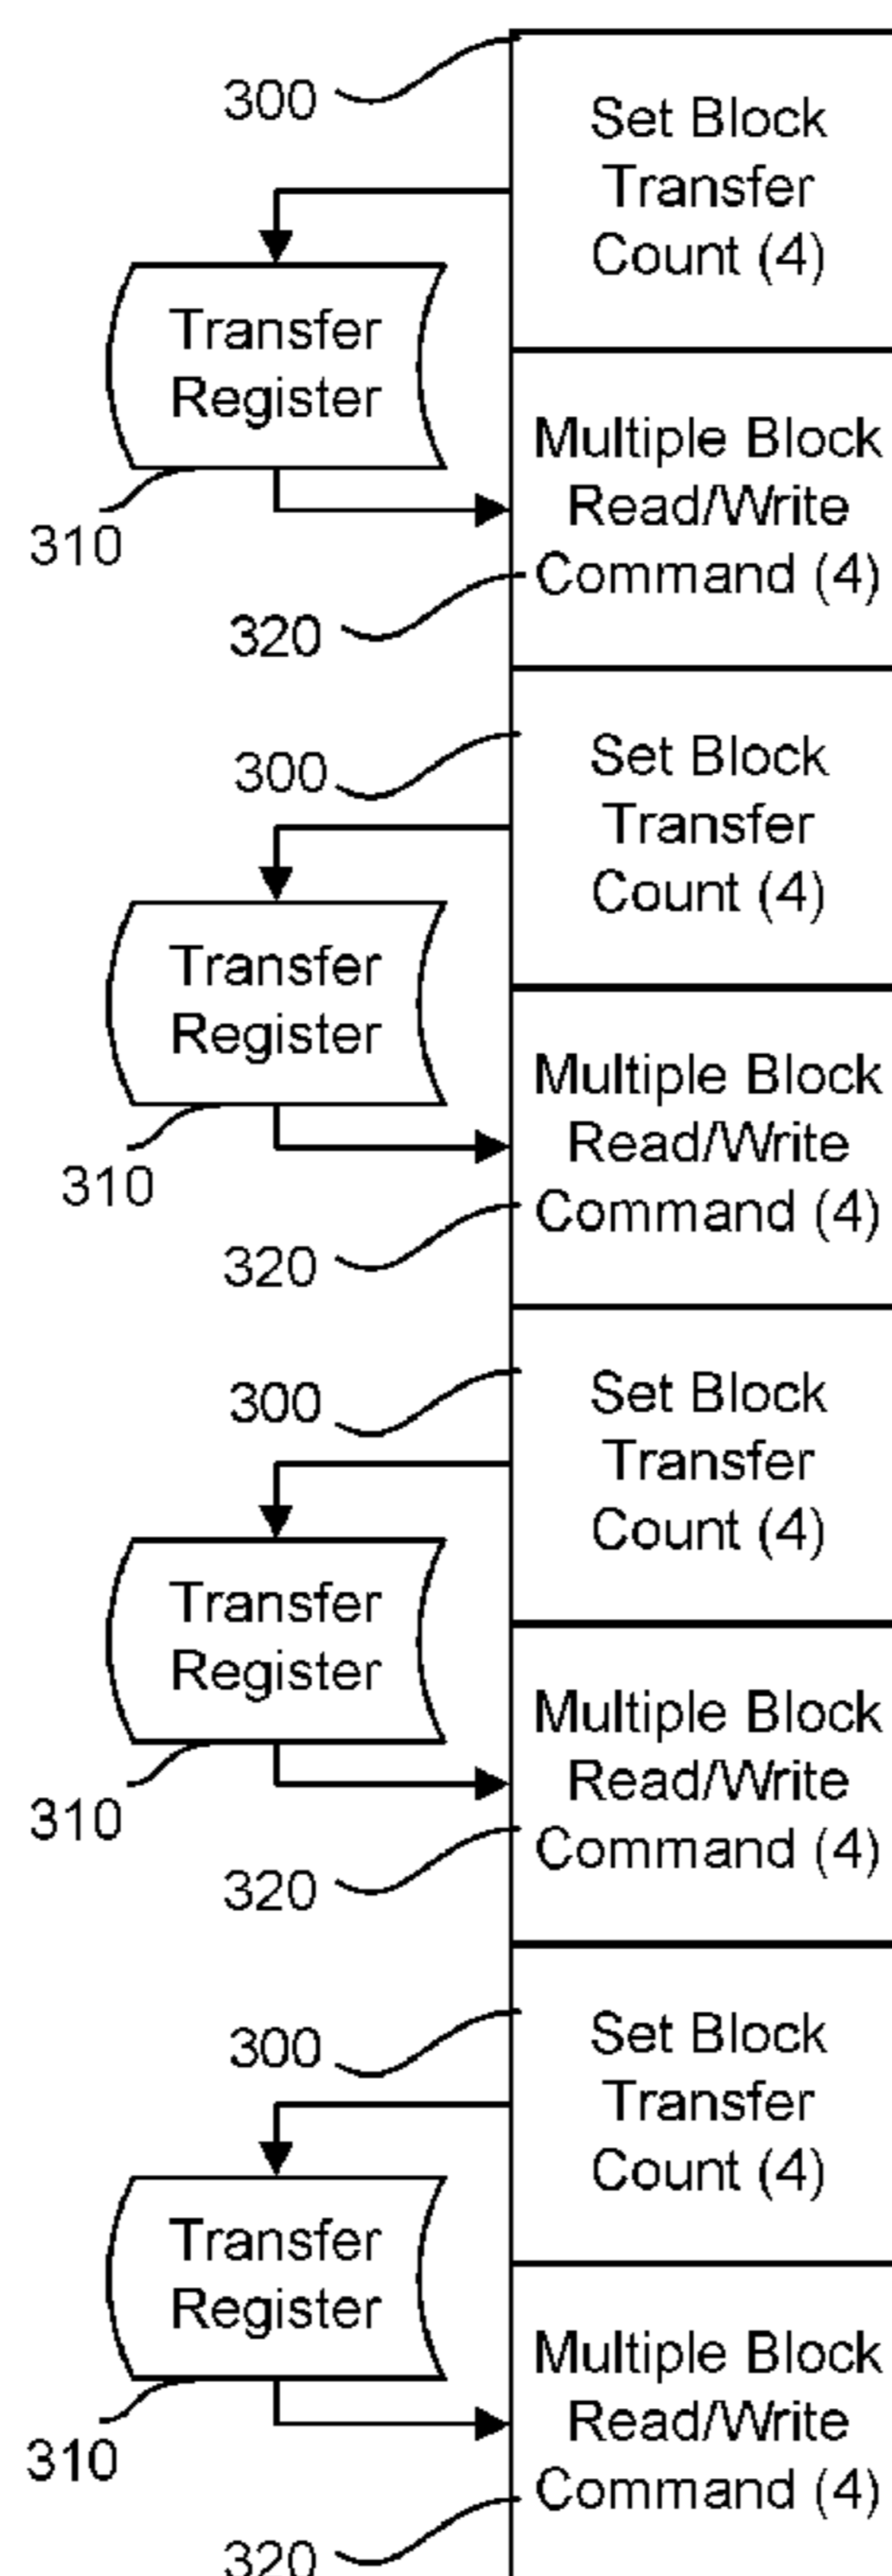 300
Set Block
Transfer
Count (4)
Transfer
Register
310
Multiple Block
Read/Write
Command (4)
320
300
Set Block
Transfer
Count (4)
Transfer
Register
310
Multiple Block
Read/Write
Command (4)
320
300
Set Block
Transfer
Count (4)
Transfer
Register
310
Multiple Block
Read/Write
Command (4)
320
300
Set Block
Transfer
Count (4)
Transfer
Register
310
Multiple Block
Read/Write
Command (4)
320